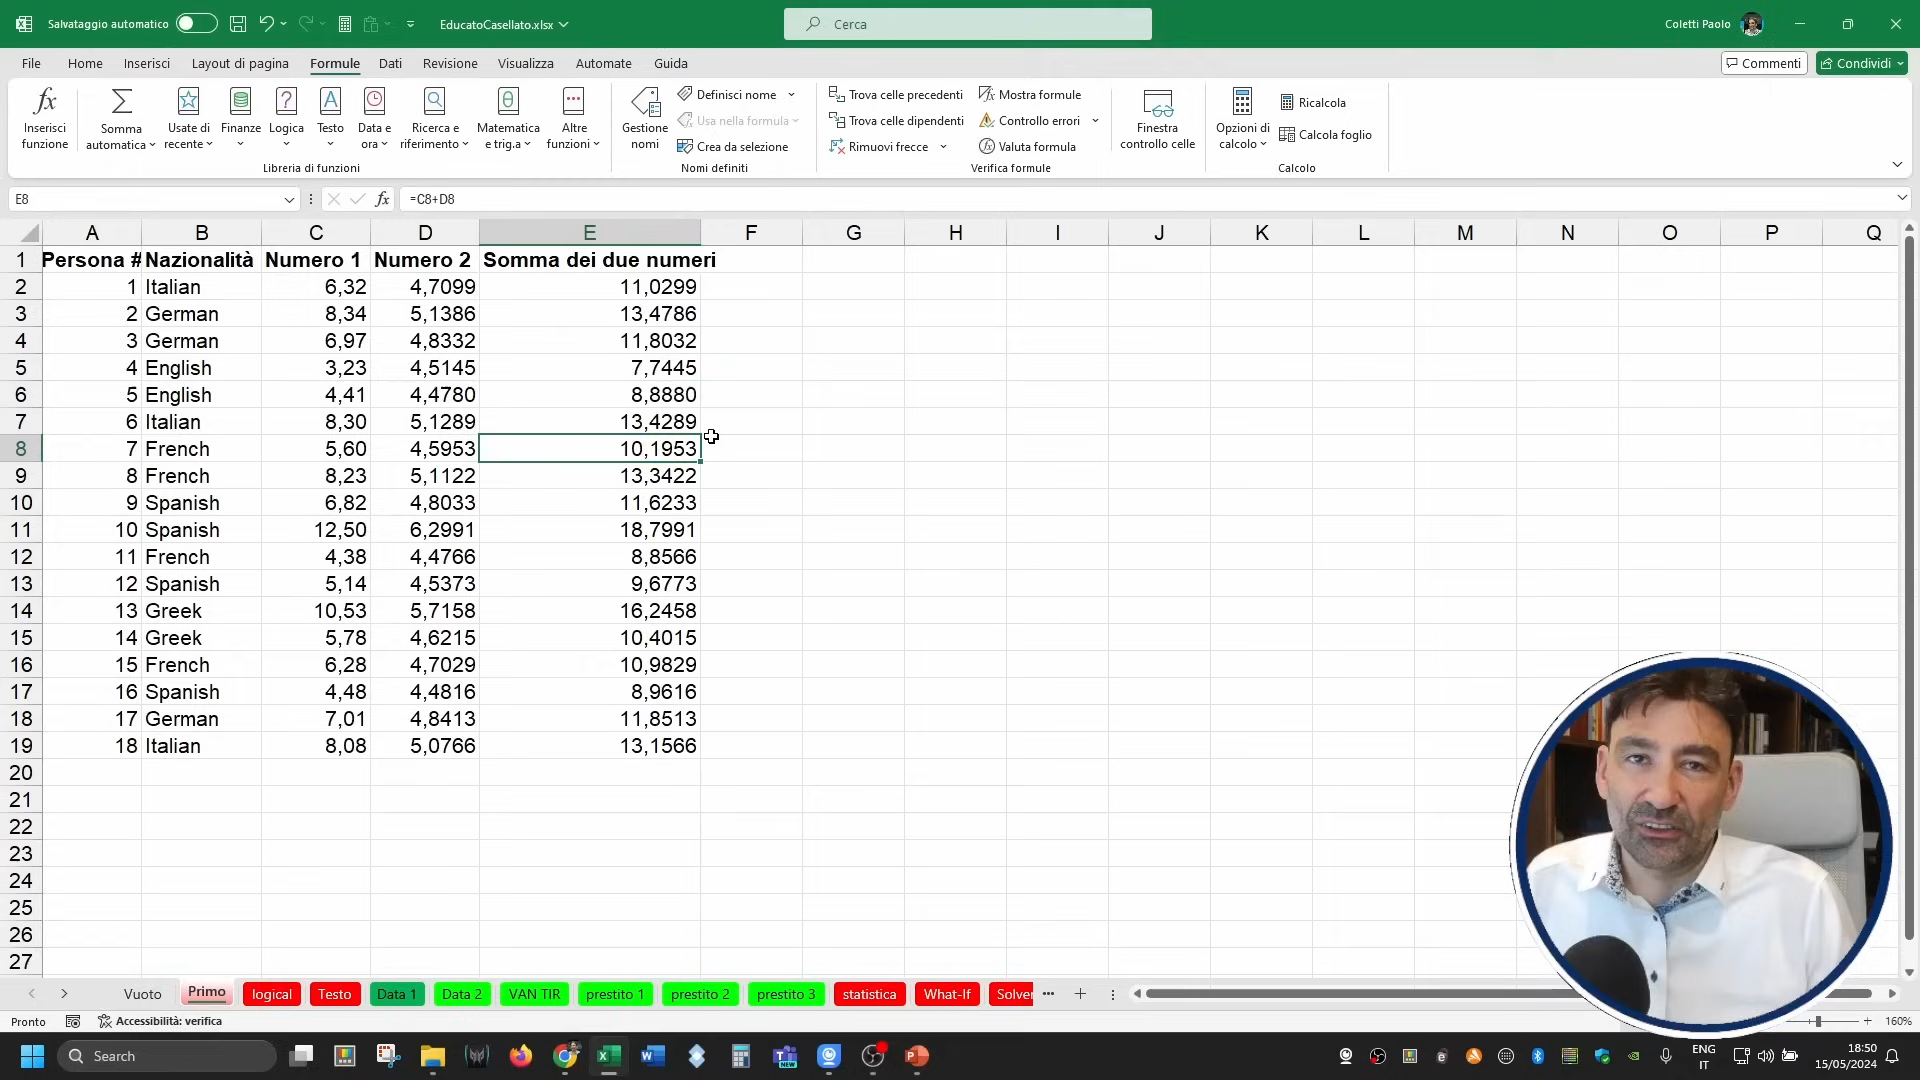 Salvataggio automatico
EducatoCasellato.xlsx
Cerca
Coletti Paolo
File Home Inserisci Layout di pagina Formule Dati Revisione Visualizza Automate Guida
Commenti Condividi
Inserisci funzione
Somma automatica
Usate di recente
Finanze
Logica
Testo
Data e ora
Ricerca e riferimento
Matematica e trig.a
Altre funzioni
Libreria di funzioni
Gestione nomi
Definisci nome
Usa nella formula
Crea da selezione
Nomi definiti
Trova celle precedenti
Trova celle dipendenti
Rimuovi frecce
Mostra formule
Controllo errori
Valuta formula
Verifica formule
Finestra controllo celle
Opzioni di calcolo
Ricalcola
Calcola foglio
Calcolo
E8 fx =C8+D8
A B C D E F G H I J K L M N O P Q
1 Persona # Nazionalità Numero 1 Numero 2 Somma dei due numeri
2 1 Italian 6,32 4,7099 11,0299
3 2 German 8,34 5,1386 13,4786
4 3 German 6,97 4,8332 11,8032
5 4 English 3,23 4,5145 7,7445
6 5 English 4,41 4,4780 8,8880
7 6 Italian 8,30 5,1289 13,4289
8 7 French 5,60 4,5953 10,1953
9 8 French 8,23 5,1122 13,3422
10 9 Spanish 6,82 4,8033 11,6233
11 10 Spanish 12,50 6,2991 18,7991
12 11 French 4,38 4,4766 8,8566
13 12 Spanish 5,14 4,5373 9,6773
14 13 Greek 10,53 5,7158 16,2458
15 14 Greek 5,78 4,6215 10,4015
16 15 French 6,28 4,7029 10,9829
17 16 Spanish 4,48 4,4816 8,9616
18 17 German 7,01 4,8413 11,8513
19 18 Italian 8,08 5,0766 13,1566
20
21
22
23
24
25
26
27
Vuoto Primo logical Testo Data 1 Data 2 VAN TIR prestito 1 prestito 2 prestito 3 statistica What-If Solver
Pronto Accessibilità: verifica
160%
Search
ENG
IT
18:50
15/05/2024